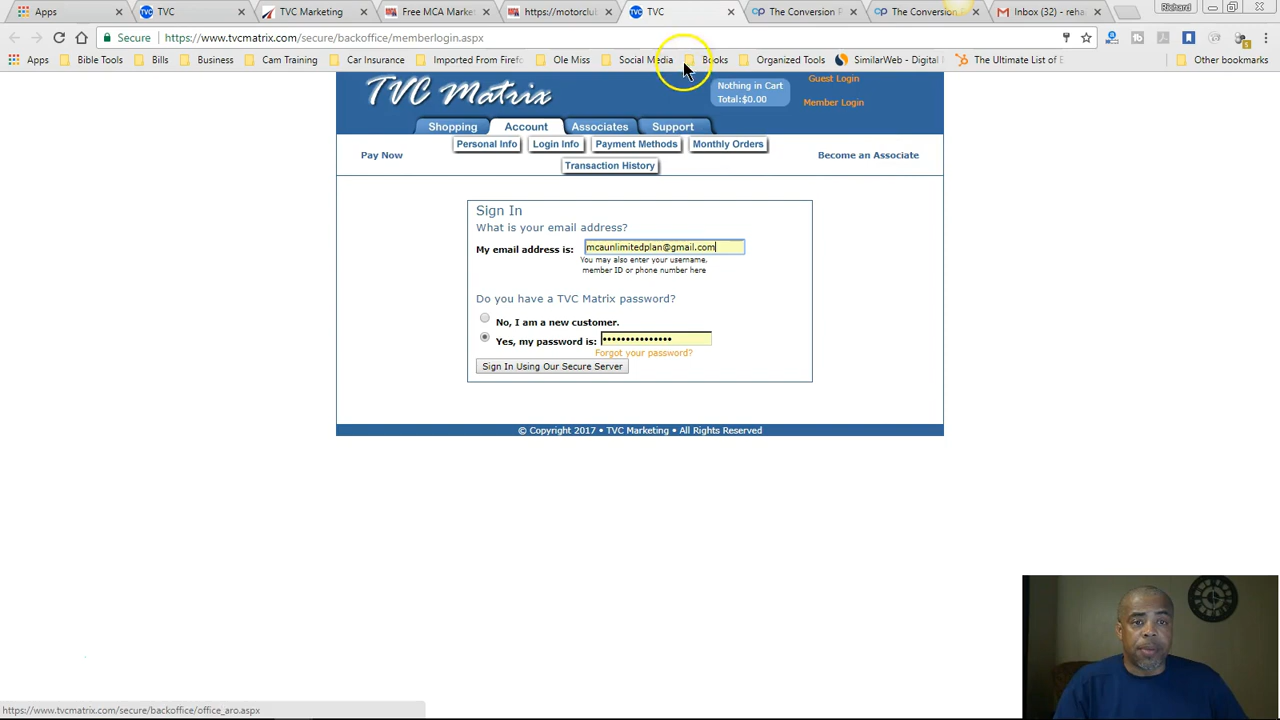 Apps
TVC
TVC Marketing
Free MCA Marke
https://motorclub
TVC
The Conversion P
The Conversion
Inbox (32) - reha
Richard
Secure
https://www.tvcmatrix.com/secure/backoffice/memberlogin.aspx
Apps
Bible Tools
Bills
Business
Cam Training
Car Insurance
Imported From Firef
Ole Miss
Social Media
Books
Organized Tools
SimilarWeb - Digital
The Ultimate List of E
Other bookmarks
TVC Matrix
Nothing in Cart
Total:$0.00
Guest Login
Member Login
Shopping
Account
Associates
Support
Pay Now
Personal Info
Login Info
Payment Methods
Monthly Orders
Become an Associate
Transaction History
Sign In
What is your email address?
My email address is:
mcaunlimitedplan@gmail.com
You may also enter your username,
member ID or phone number here
Do you have a TVC Matrix password?
No, I am a new customer.
Yes, my password is:
•••••••••••••••
Forgot your password?
Sign In Using Our Secure Server
© Copyright 2017 • TVC Marketing • All Rights Reserved
https://www.tvcmatrix.com/secure/backoffice/office_aro.aspx